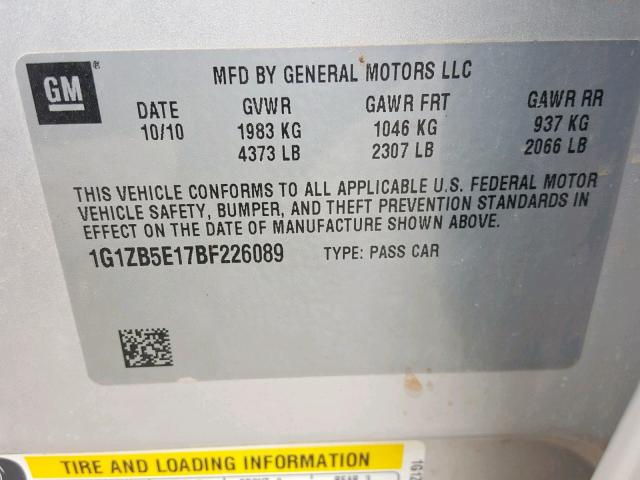 GM®
MFD BY GENERAL MOTORS LLC
DATE GVWR GAWR FRT GAWR RR
10/10 1983 KG 1046 KG 937 KG
4373 LB 2307 LB 2066 LB
THIS VEHICLE CONFORMS TO ALL APPLICABLE U.S. FEDERAL MOTOR
VEHICLE SAFETY, BUMPER, AND THEFT PREVENTION STANDARDS IN
EFFECT ON THE DATE OF MANUFACTURE SHOWN ABOVE.
1G1ZB5E17BF226089 TYPE: PASS CAR
TIRE AND LOADING INFORMATION
1G1Z